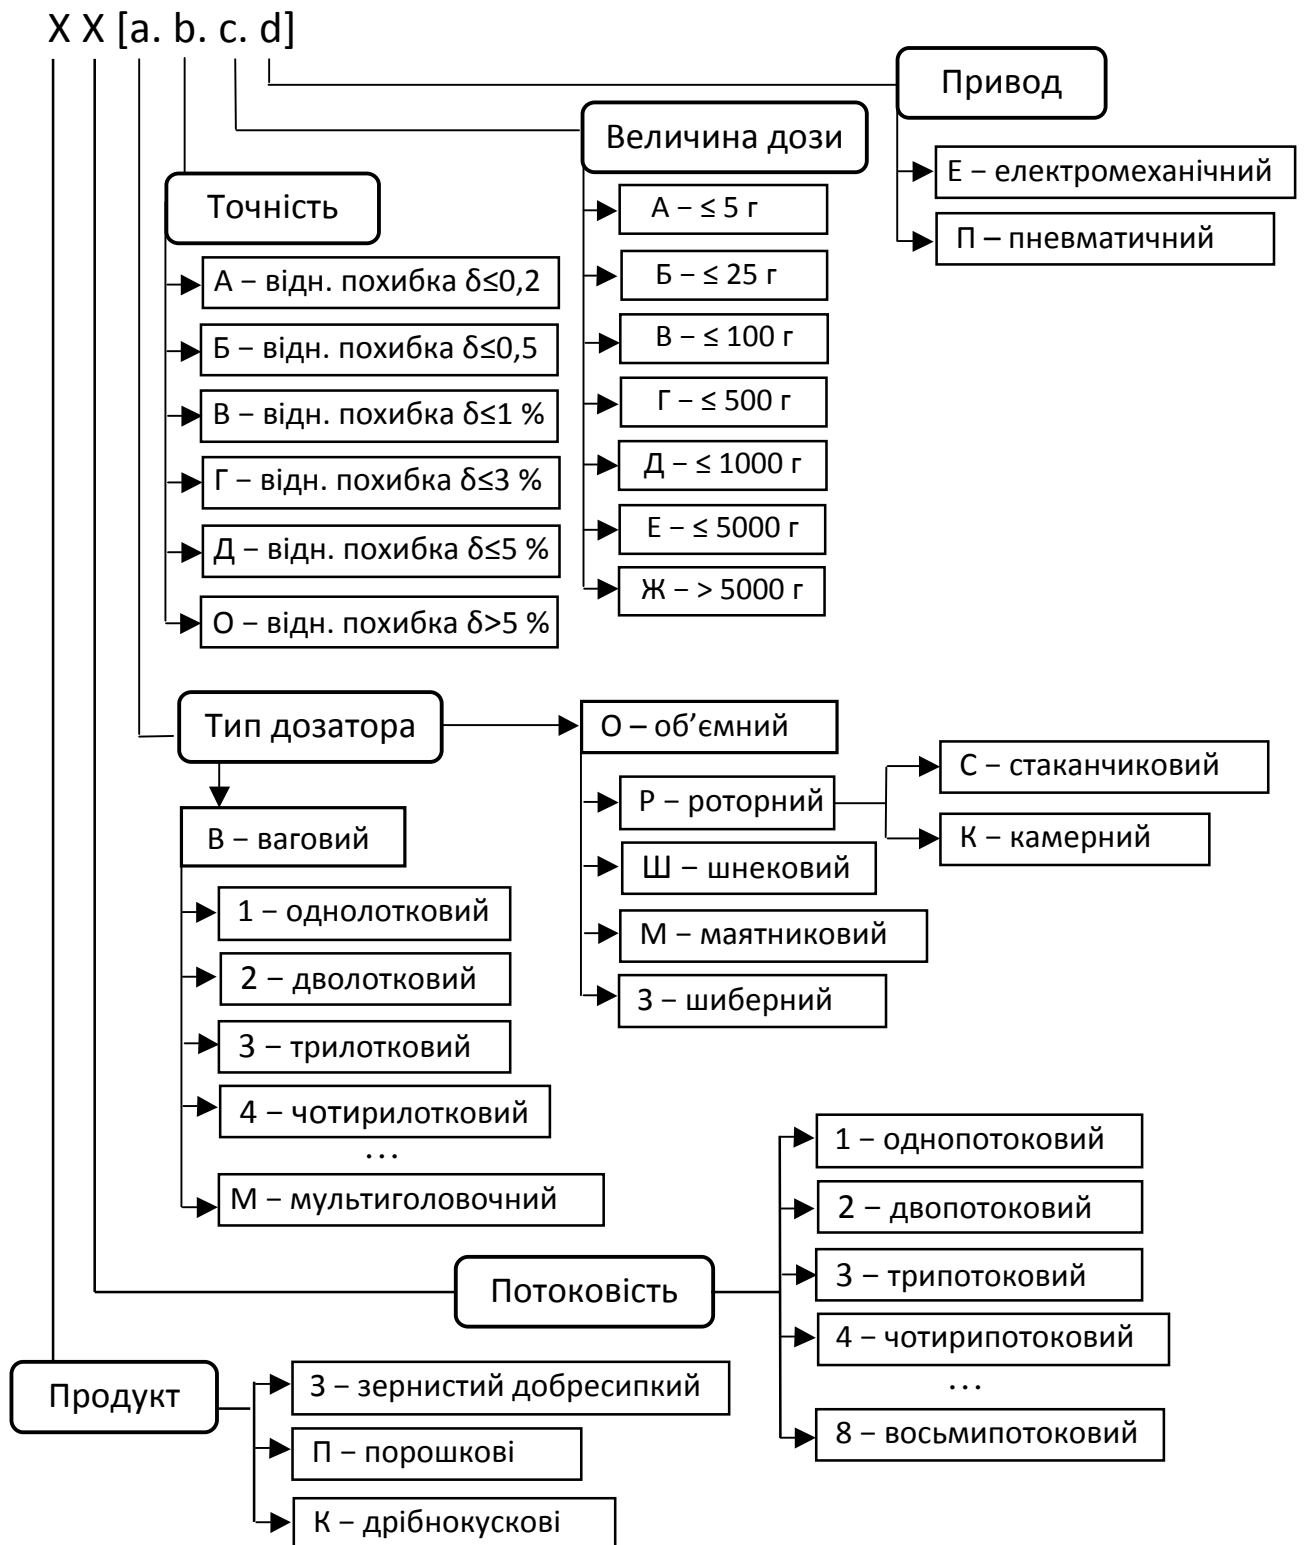 X X [a. b. c. d]
Привод
Е – електромеханічний
П – пневматичний
Величина дози
А – ≤ 5 г
Б – ≤ 25 г
В – ≤ 100 г
Г – ≤ 500 г
Д – ≤ 1000 г
Е – ≤ 5000 г
Ж – > 5000 г
Точність
А – відн. похибка δ≤0,2
Б – відн. похибка δ≤0,5
В – відн. похибка δ≤1 %
Г – відн. похибка δ≤3 %
Д – відн. похибка δ≤5 %
О – відн. похибка δ>5 %
Тип дозатора
О – об’ємний
Р – роторний
С – стаканчиковий
К – камерний
Ш – шнековий
М – маятниковий
З – шиберний
В – ваговий
1 – однолотковий
2 – дволотковий
3 – трилотковий
4 – чотирилотковий
...
М – мультиголовочний
Потоковість
1 – однопотоковий
2 – двопотоковий
3 – трипотоковий
4 – чотирипотоковий
...
8 – восьмипотоковий
Продукт
З – зернистий добресипкий
П – порошкові
К – дрібнокускові